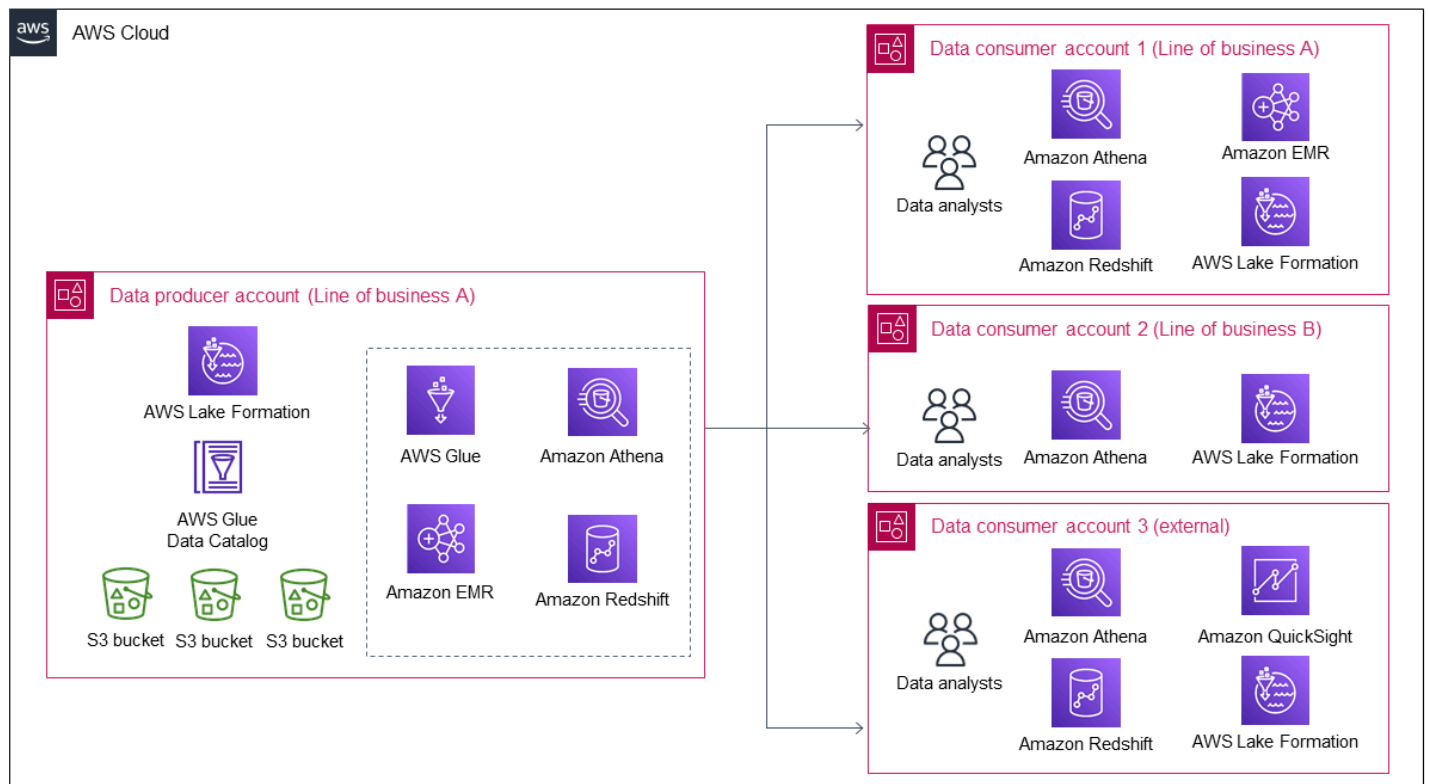 aws
AWS Cloud
Data producer account (Line of business A)
AWS Lake Formation
AWS Glue
Data Catalog
S3 bucket
S3 bucket
S3 bucket
AWS Glue
Amazon Athena
Amazon EMR
Amazon Redshift
Data consumer account 1 (Line of business A)
Data analysts
Amazon Athena
Amazon EMR
Amazon Redshift
AWS Lake Formation
Data consumer account 2 (Line of business B)
Data analysts
Amazon Athena
AWS Lake Formation
Data consumer account 3 (external)
Data analysts
Amazon Athena
Amazon QuickSight
Amazon Redshift
AWS Lake Formation